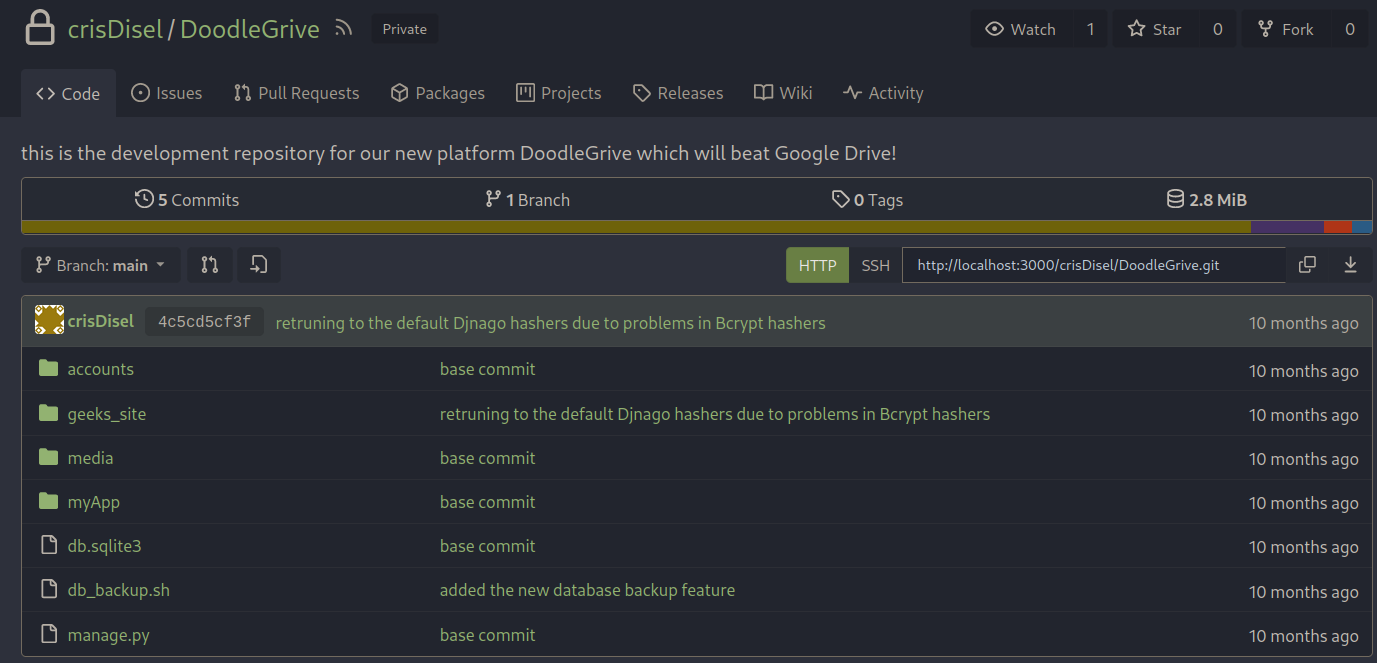 crisDisel / DoodleGrive Private Watch 1 Star 0 Fork 0
Code Issues Pull Requests Packages Projects Releases Wiki Activity
this is the development repository for our new platform DoodleGrive which will beat Google Drive!
5 Commits 1 Branch 0 Tags 2.8 MiB
Branch: main HTTP SSH http://localhost:3000/crisDisel/DoodleGrive.git
crisDisel 4c5cd5cf3f retruning to the default Djnago hashers due to problems in Bcrypt hashers 10 months ago
accounts base commit 10 months ago
geeks_site retruning to the default Djnago hashers due to problems in Bcrypt hashers 10 months ago
media base commit 10 months ago
myApp base commit 10 months ago
db.sqlite3 base commit 10 months ago
db_backup.sh added the new database backup feature 10 months ago
manage.py base commit 10 months ago